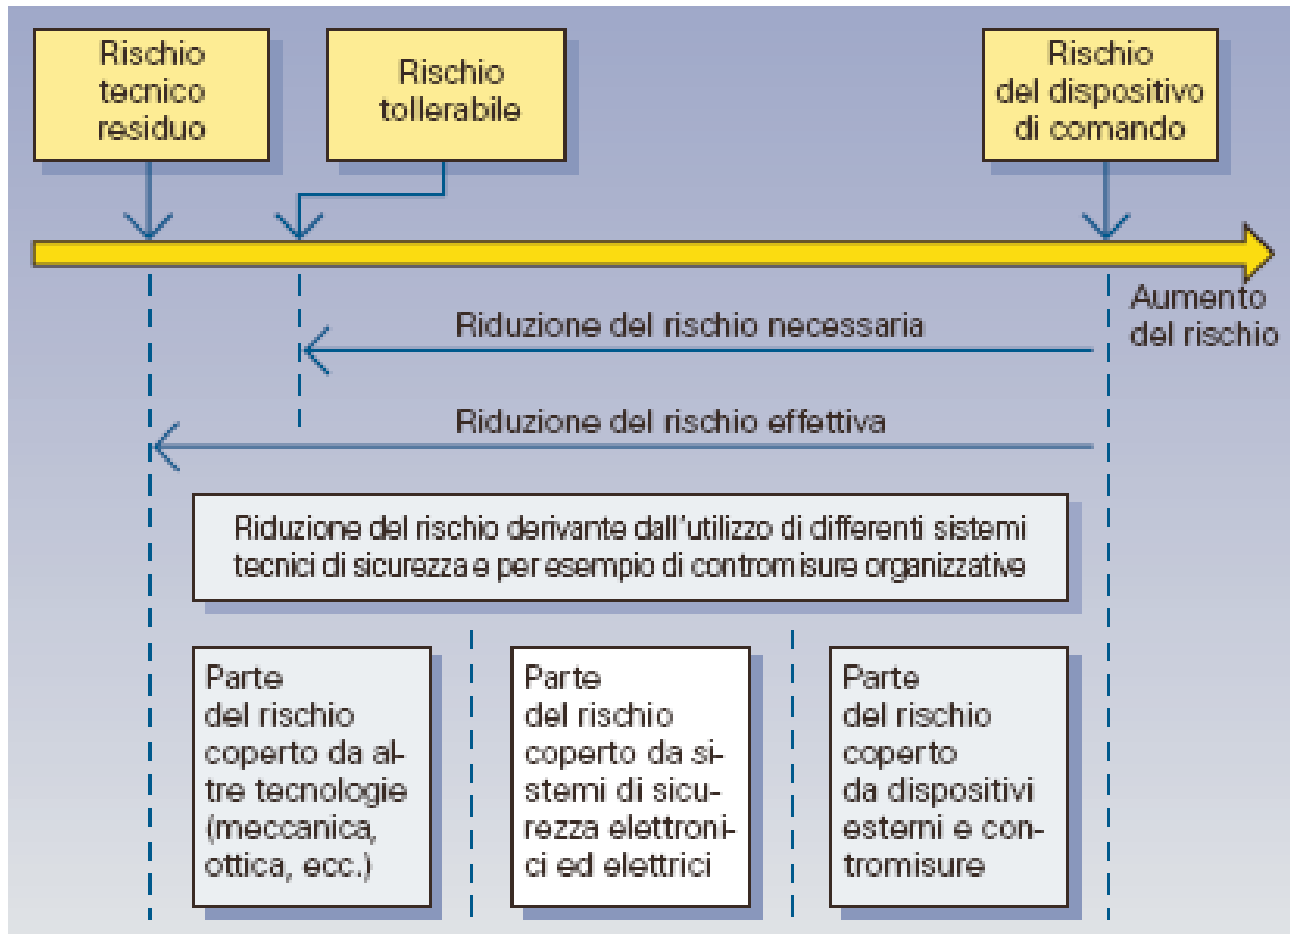 Rischio
tecnico
residuo
Rischio
tollerabile
Rischio
del dispositivo
di comando
Aumento
del rischio
Riduzione del rischio necessaria
Riduzione del rischio effettiva
Riduzione del rischio derivante dall'utilizzo di differenti sistemi
tecnici di sicurezza e per esempio di contromisure organizzative
Parte
del rischio
coperto da al-
tre tecnologie
(meccanica,
ottica, ecc.)
Parte
del rischio
coperto da si-
stemi di sicu-
rezza elettroni-
ci ed elettrici
Parte
del rischio
coperto
da dispositivi
esterni e con-
tromisure